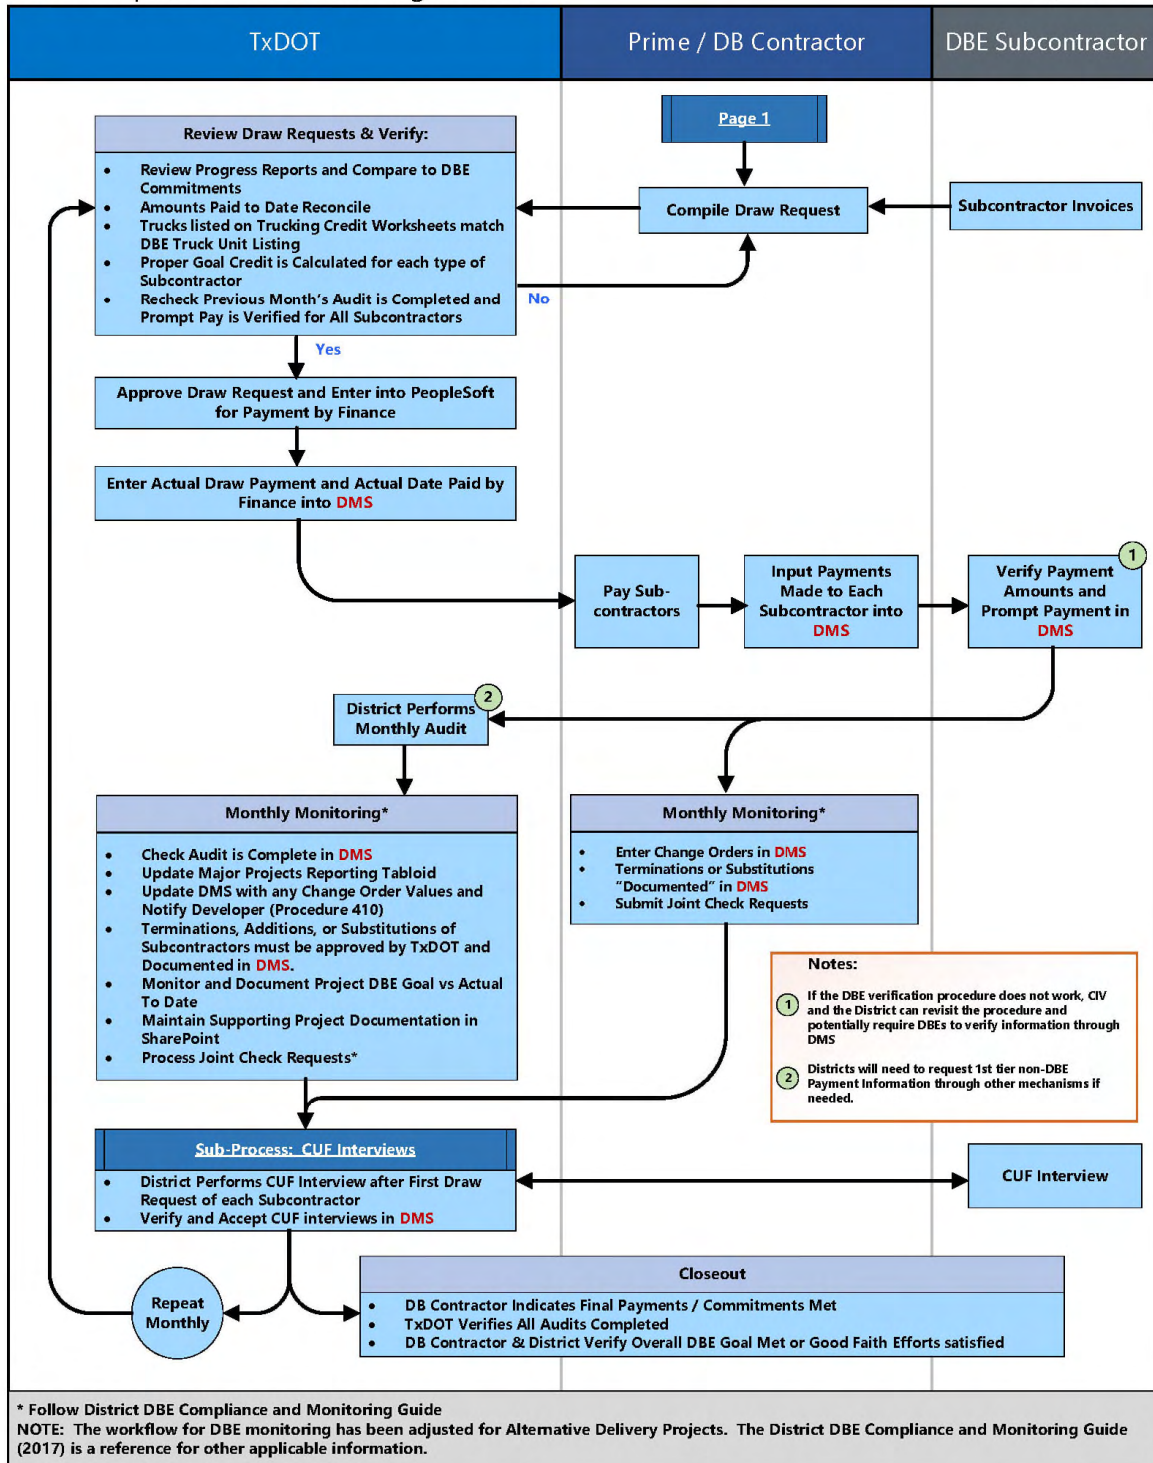 TxDOT
Prime / DB Contractor
DBE Subcontractor
Page 1
Review Draw Requests & Verify:
• Review Progress Reports and Compare to DBE
Commitments
• Amounts Paid to Date Reconcile
• Trucks listed on Trucking Credit Worksheets match
DBE Truck Unit Listing
• Proper Goal Credit is Calculated for each type of
Subcontractor
• Recheck Previous Month's Audit is Completed and
Prompt Pay is Verified for All Subcontractors
Compile Draw Request
Subcontractor Invoices
No
Yes
Approve Draw Request and Enter into PeopleSoft
for Payment by Finance
Enter Actual Draw Payment and Actual Date Paid by
Finance into DMS
Pay Sub-
contractors
Input Payments
Made to Each
Subcontractor into
DMS
1
Verify Payment
Amounts and
Prompt Payment in
DMS
2
District Performs
Monthly Audit
Monthly Monitoring*
• Check Audit is Complete in DMS
• Update Major Projects Reporting Tabloid
• Update DMS with any Change Order Values and
Notify Developer (Procedure 410)
• Terminations, Additions, or Substitutions of
Subcontractors must be approved by TxDOT and
Documented in DMS.
• Monitor and Document Project DBE Goal vs Actual
To Date
• Maintain Supporting Project Documentation in
SharePoint
• Process Joint Check Requests*
Monthly Monitoring*
• Enter Change Orders in DMS
• Terminations or Substitutions
"Documented" in DMS
• Submit Joint Check Requests
Notes:
1 If the DBE verification procedure does not work, CIV
and the District can revisit the procedure and
potentially require DBEs to verify information through
DMS
2 Districts will need to request 1st tier non-DBE
Payment Information through other mechanisms if
needed.
Sub-Process: CUF Interviews
• District Performs CUF Interview after First Draw
Request of each Subcontractor
• Verify and Accept CUF interviews in DMS
CUF Interview
Repeat
Monthly
Closeout
• DB Contractor Indicates Final Payments / Commitments Met
• TxDOT Verifies All Audits Completed
• DB Contractor & District Verify Overall DBE Goal Met or Good Faith Efforts satisfied
* Follow District DBE Compliance and Monitoring Guide
NOTE: The workflow for DBE monitoring has been adjusted for Alternative Delivery Projects. The District DBE Compliance and Monitoring Guide
(2017) is a reference for other applicable information.